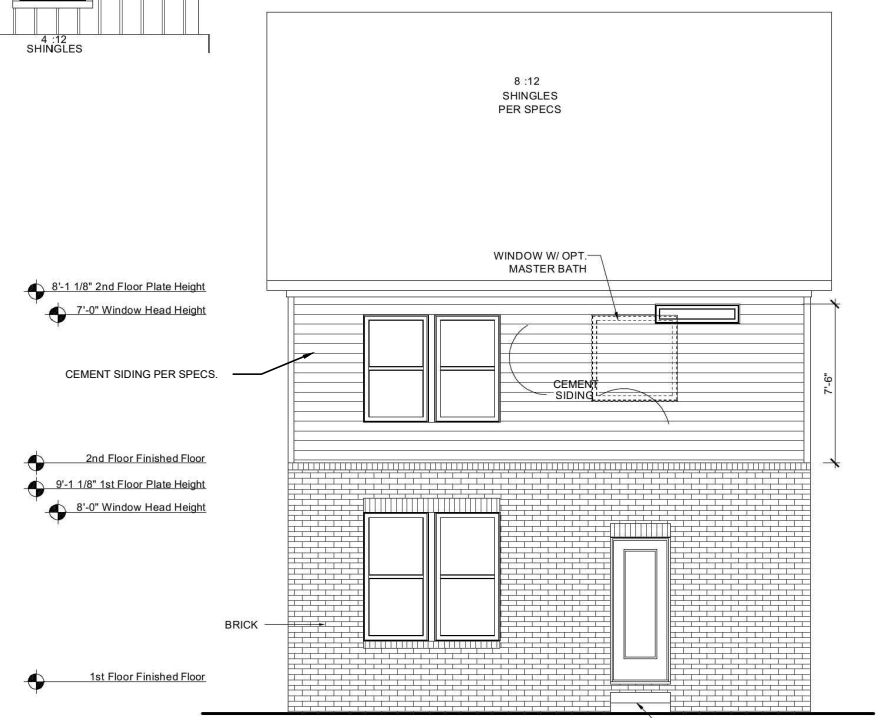 4 :12
SHINGLES
8 :12
SHINGLES
PER SPECS
WINDOW W/ OPT.
MASTER BATH
8'-1 1/8" 2nd Floor Plate Height
7'-0" Window Head Height
CEMENT SIDING PER SPECS.
CEMENT
SIDING
7'-6"
2nd Floor Finished Floor
9'-1 1/8" 1st Floor Plate Height
8'-0" Window Head Height
BRICK
1st Floor Finished Floor